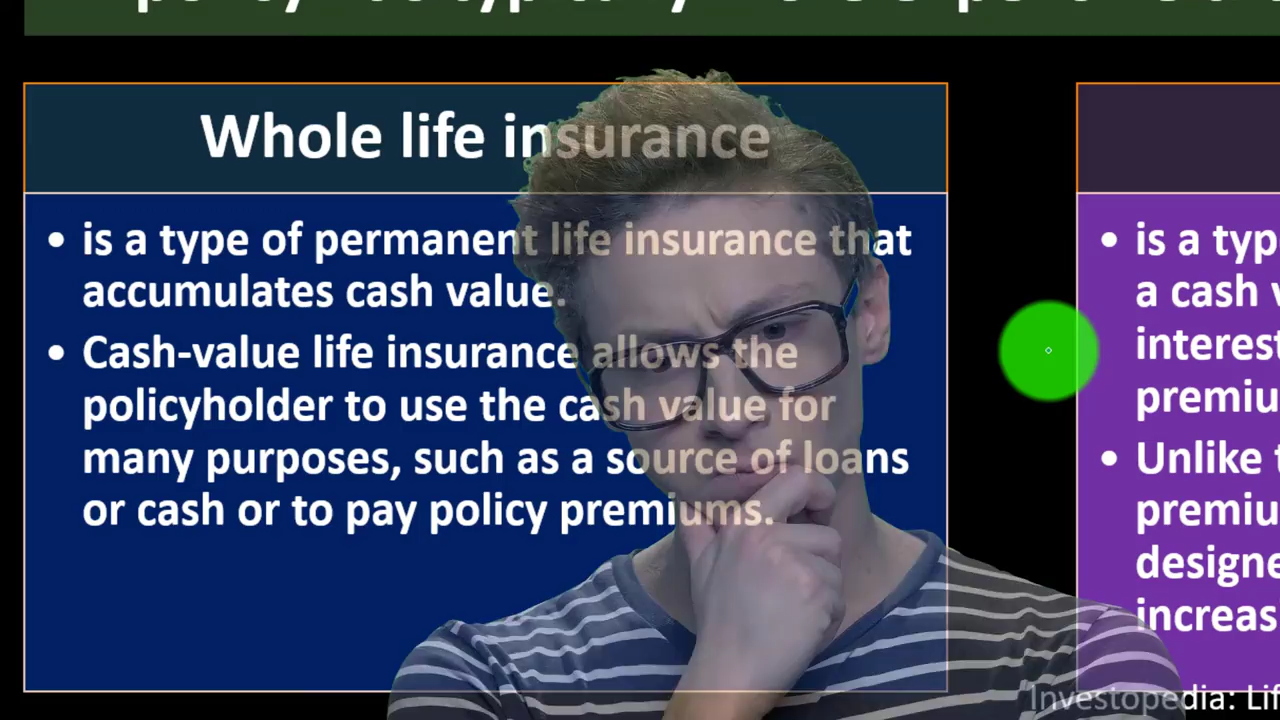 Whole life insurance
• is a type of permanent life insurance that
accumulates cash value.
• Cash-value life insurance allows the
policyholder to use the cash value for
many purposes, such as a source of loans
or cash or to pay policy premiums.
• is a typ
a cash v
interest
premiu
• Unlike t
premiu
designe
increas
Investopedia: Lif